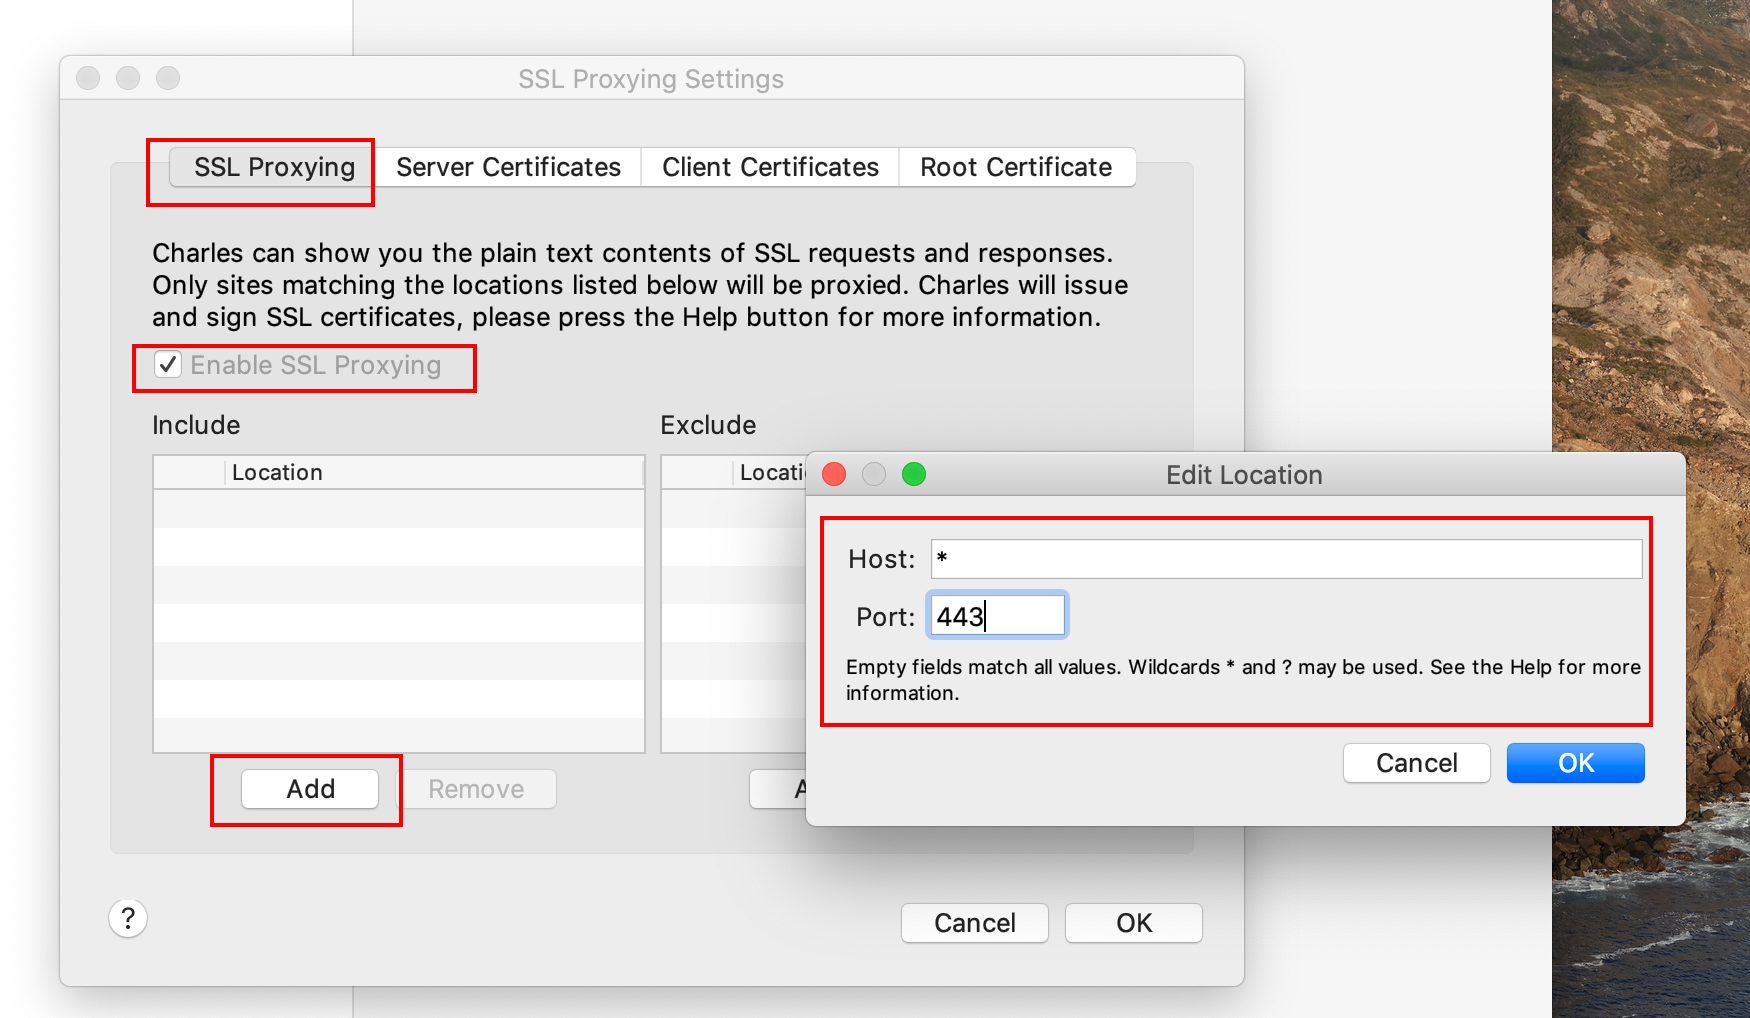 SSL Proxying Settings
SSL Proxying
Server Certificates
Client Certificates
Root Certificate
Charles can show you the plain text contents of SSL requests and responses.
Only sites matching the locations listed below will be proxied. Charles will issue
and sign SSL certificates, please press the Help button for more information.
Enable SSL Proxying
Include
Exclude
Location
Locati
Edit Location
Host: *
Port: 443
Empty fields match all values. Wildcards * and ? may be used. See the Help for more
information.
Cancel
OK
Add
Remove
A
?
Cancel
OK